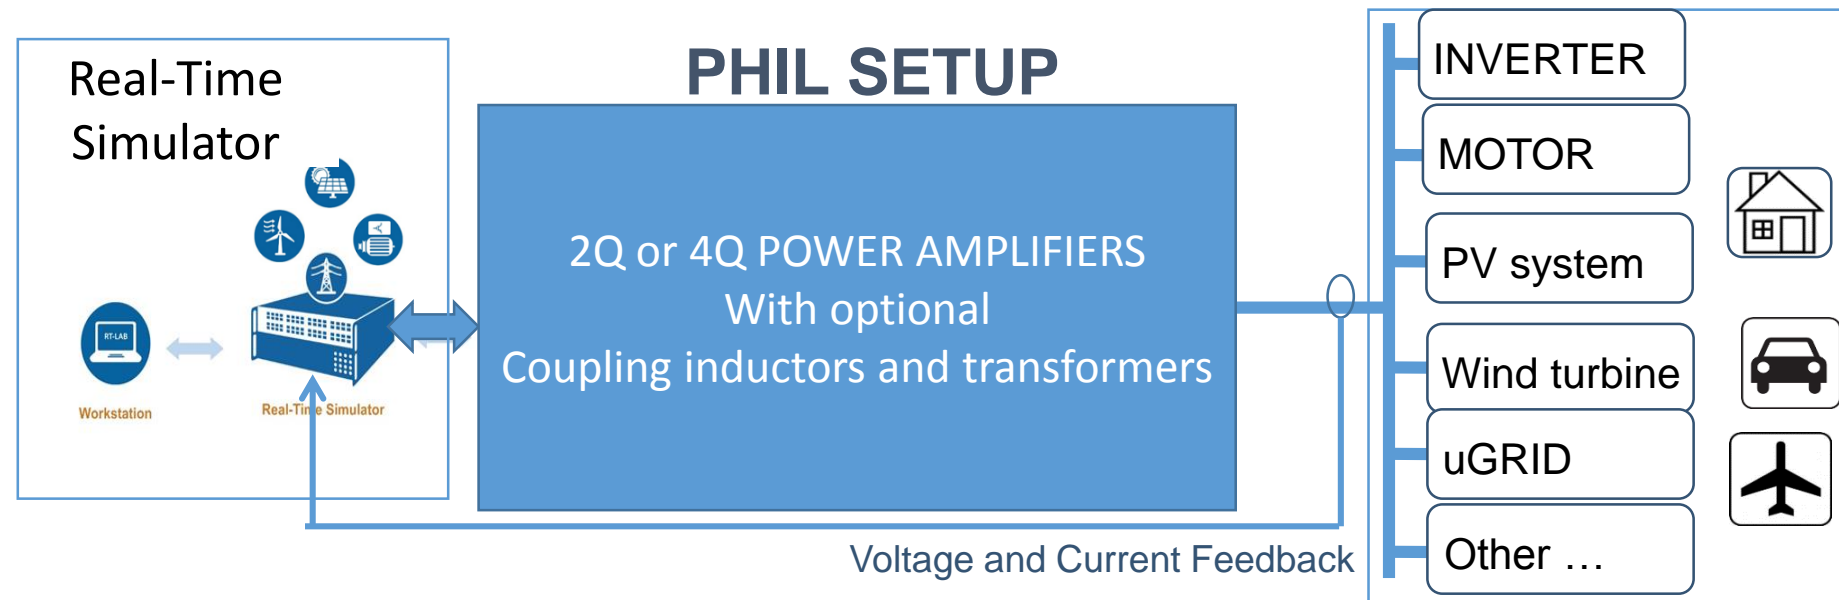 PHIL SETUP
Real-Time
Simulator
RT-LAB
Workstation
Real-Time Simulator
2Q or 4Q POWER AMPLIFIERS
With optional
Coupling inductors and transformers
Voltage and Current Feedback
INVERTER
MOTOR
PV system
Wind turbine
uGRID
Other ...